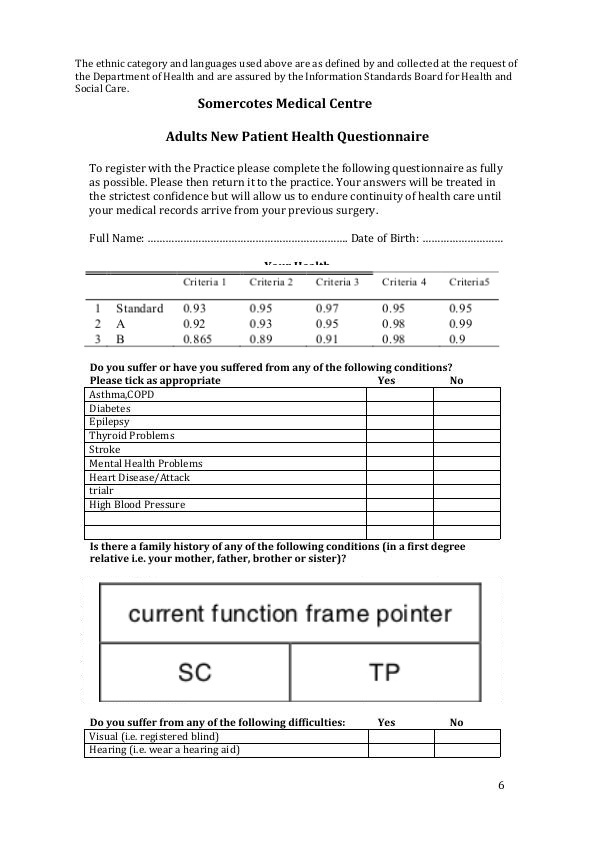 The ethnic category and languages used above are as defined by and collected at the request of
the Department of Health and are assured by the Information Standards Board for Health and
Social Care.
Somercotes Medical Centre
Adults New Patient Health Questionnaire
To register with the Practice please complete the following questionnaire as fully
as possible. Please then return it to the practice. Your answers will be treated in
the strictest confidence but will allow us to endure continuity of health care until
your medical records arrive from your previous surgery.
Full Name: ………………………………………………………….. Date of Birth: ………………………
Criteria 1 Criteria 2 Criteria 3 Criteria 4 Criteria5
1 Standard 0.93 0.95 0.97 0.95 0.95
2 A 0.92 0.93 0.95 0.98 0.99
3 B 0.865 0.89 0.91 0.98 0.9
Do you suffer or have you suffered from any of the following conditions?
Please tick as appropriate Yes No
Asthma,COPD
Diabetes
Epilepsy
Thyroid Problems
Stroke
Mental Health Problems
Heart Disease/Attack
trialr
High Blood Pressure
Is there a family history of any of the following conditions (in a first degree
relative i.e. your mother, father, brother or sister)?
current function frame pointer
SC TP
Do you suffer from any of the following difficulties: Yes No
Visual (i.e. registered blind)
Hearing (i.e. wear a hearing aid)
6